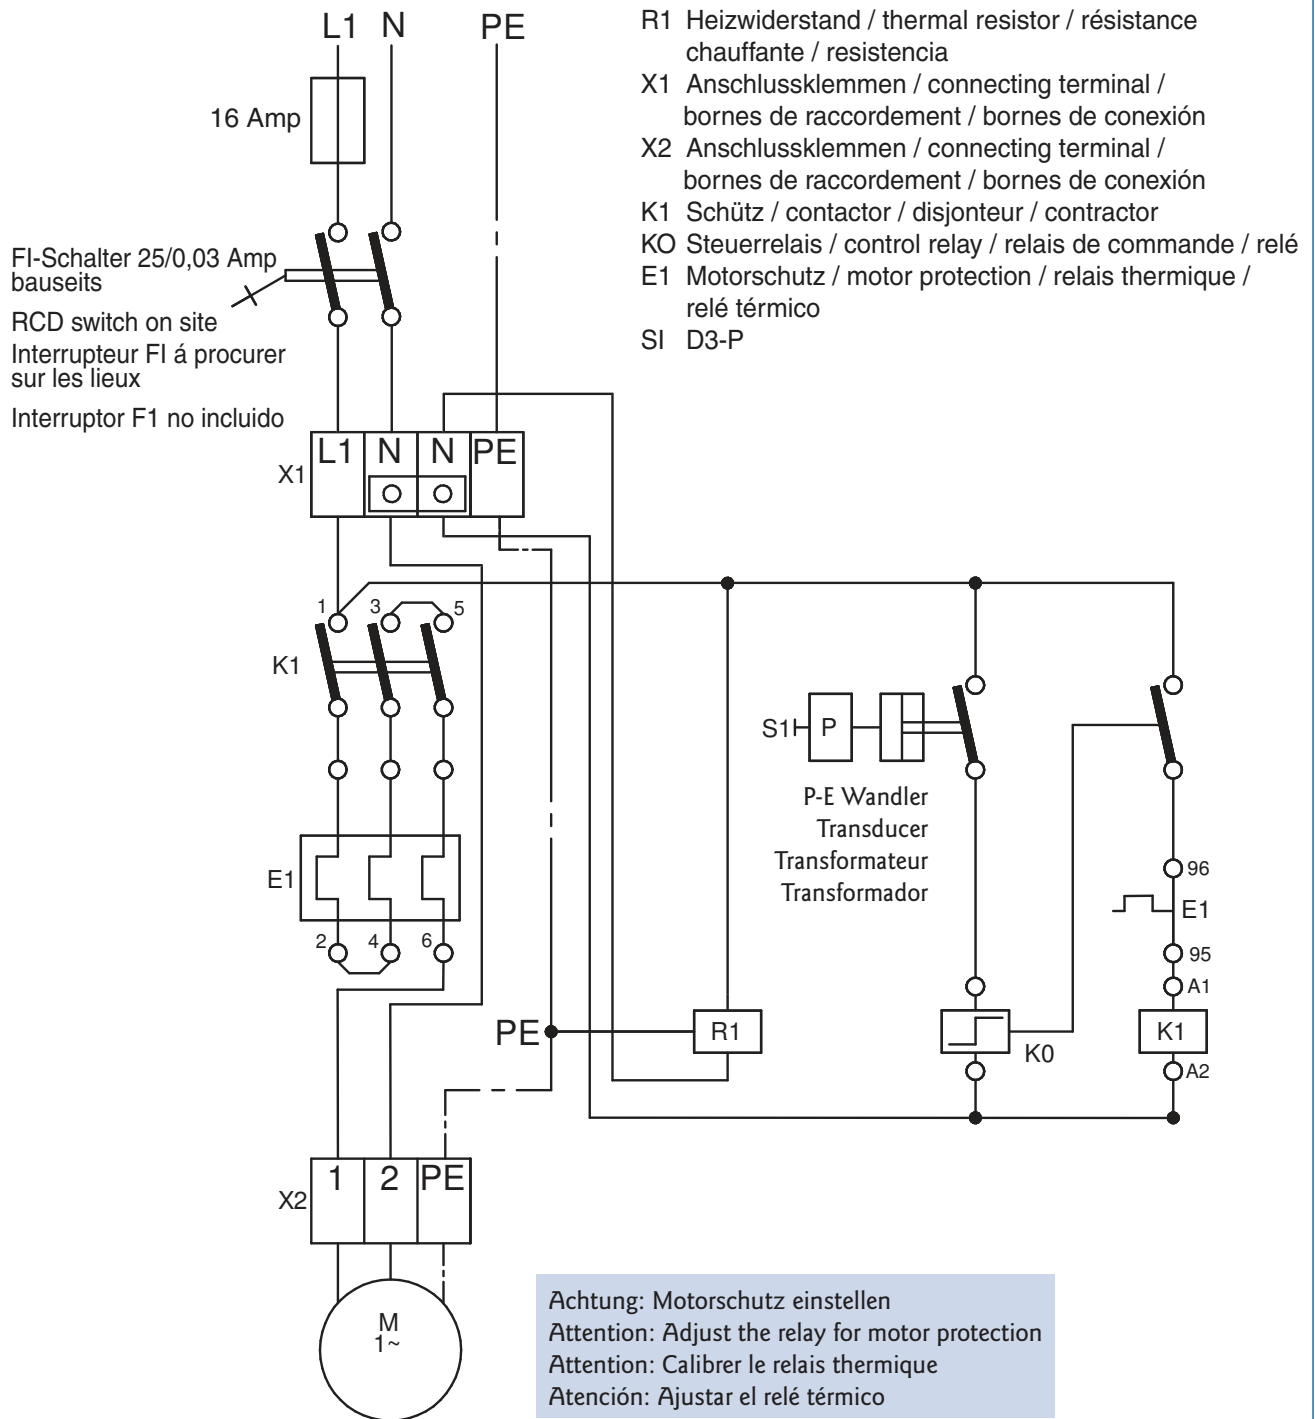 L1 N PE
16 Amp
FI-Schalter 25/0,03 Amp
bauseits
RCD switch on site
Interrupteur FI á procurer
sur les lieux
Interruptor F1 no incluido
R1 Heizwiderstand / thermal resistor / résistance
chauffante / resistencia
X1 Anschlussklemmen / connecting terminal /
bornes de raccordement / bornes de conexión
X2 Anschlussklemmen / connecting terminal /
bornes de raccordement / bornes de conexión
K1 Schütz / contactor / disjonteur / contractor
KO Steuerrelais / control relay / relais de commande / relé
E1 Motorschutz / motor protection / relais thermique /
relé térmico
SI D3-P
X1 L1 N N PE
1 3 5
K1
S1 P
P-E Wandler
Transducer
Transformateur
Transformador
E1
2 4 6
96
E1
95
A1
PE R1 K0 K1
A2
X2 1 2 PE
M
1~
Achtung: Motorschutz einstellen
Attention: Adjust the relay for motor protection
Attention: Calibrer le relais thermique
Atención: Ajustar el relé térmico